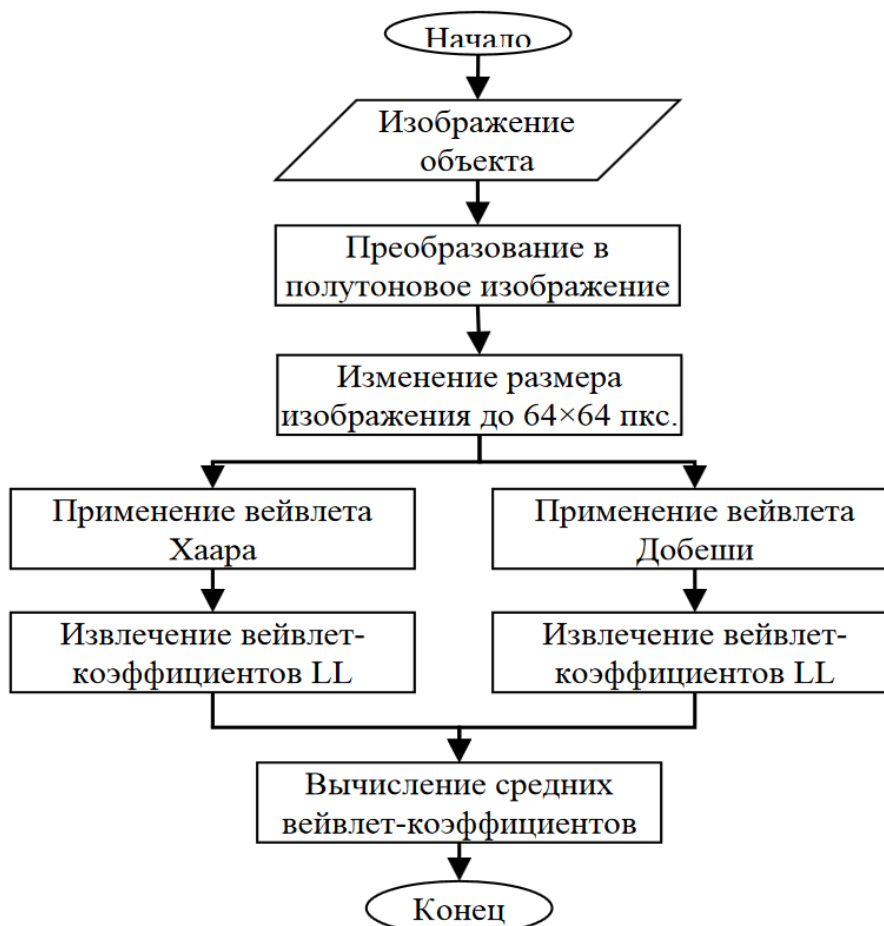 Начало
Изображение
объекта
Преобразование в
полутоновое изображение
Изменение размера
изображения до 64×64 пкс.
Применение вейвлета
Хаара
Применение вейвлета
Добеши
Извлечение вейвлет-
коэффициентов LL
Извлечение вейвлет-
коэффициентов LL
Вычисление средних
вейвлет-коэффициентов
Конец